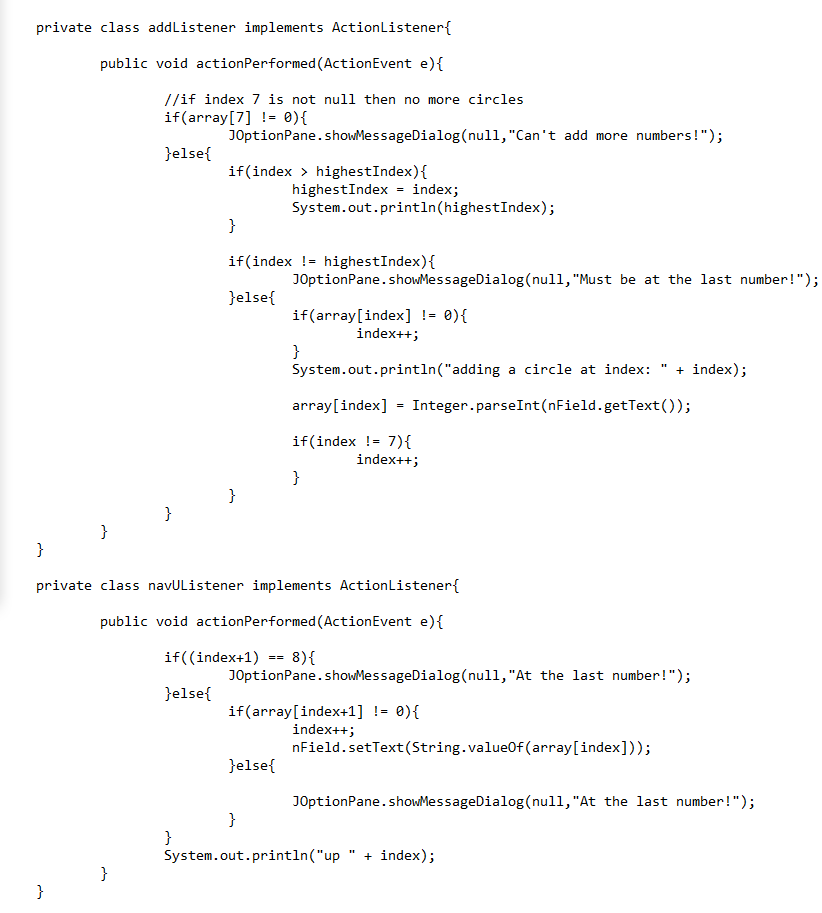 private class addListener implements ActionListener{
public void actionPerformed(ActionEvent e){
//if index 7 is not null then no more circles
if(array[7] != 0){
JOptionPane.showMessageDialog(null,"Can't add more numbers!");
}else{
if(index > highestIndex){
highestIndex = index;
System.out.println(highestIndex);
}
if(index != highestIndex){
JOptionPane.showMessageDialog(null,"Must be at the last number!");
}else{
if(array[index] != 0){
index++;
}
System.out.println("adding a circle at index: " + index);
array[index] = Integer.parseInt(nField.getText());
if(index != 7){
index++;
}
}
}
}
}
private class navUListener implements ActionListener{
public void actionPerformed(ActionEvent e){
if((index+1) == 8){
JOptionPane.showMessageDialog(null,"At the last number!");
}else{
if(array[index+1] != 0){
index++;
nField.setText(String.valueOf(array[index]));
}else{
JOptionPane.showMessageDialog(null,"At the last number!");
}
}
System.out.println("up " + index);
}
}